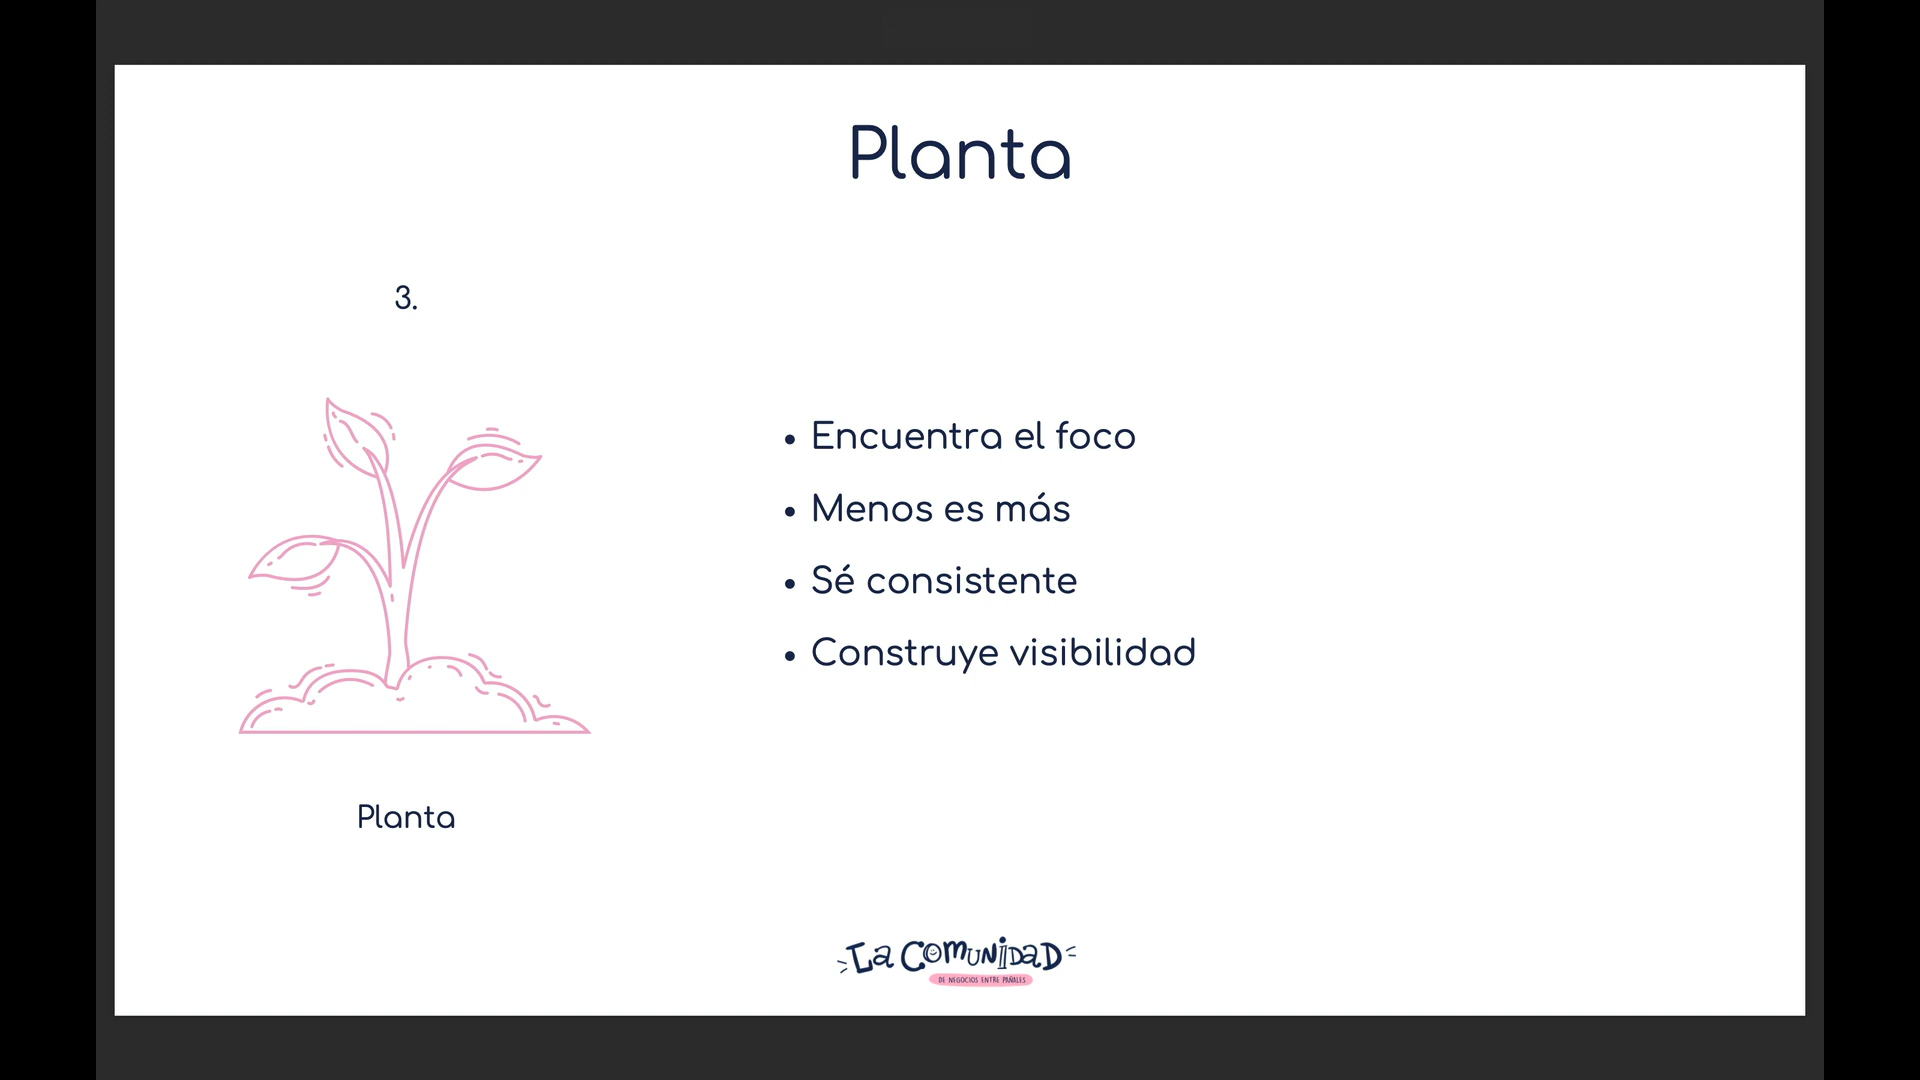 Planta
3.
Encuentra el foco
Menos es más
Sé consistente
Construye visibilidad
Planta
La Comunidad
DE NEGOCIOS ENTRE PAÑALES